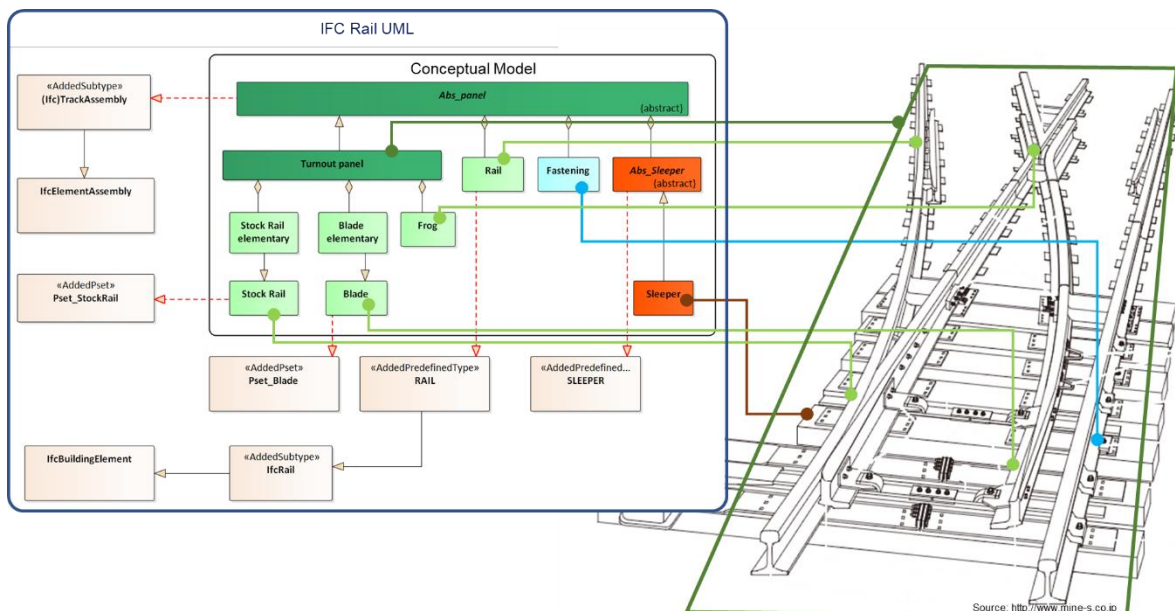 IFC Rail UML
Conceptual Model
«AddedSubtype»
(Ifc)TrackAssembly
Abs_panel
{abstract}
Turnout panel
Rail
Fastening
Abs_Sleeper
{abstract}
IfcElementAssembly
Stock Rail
elementary
Blade
elementary
Frog
«AddedPset»
Pset_StockRail
Stock Rail
Blade
Sleeper
«AddedPset»
Pset_Blade
«AddedPredefinedType»
RAIL
«AddedPredefined...
SLEEPER
IfcBuildingElement
«AddedSubtype»
IfcRail
Source: http://www.mine-s.co.jp